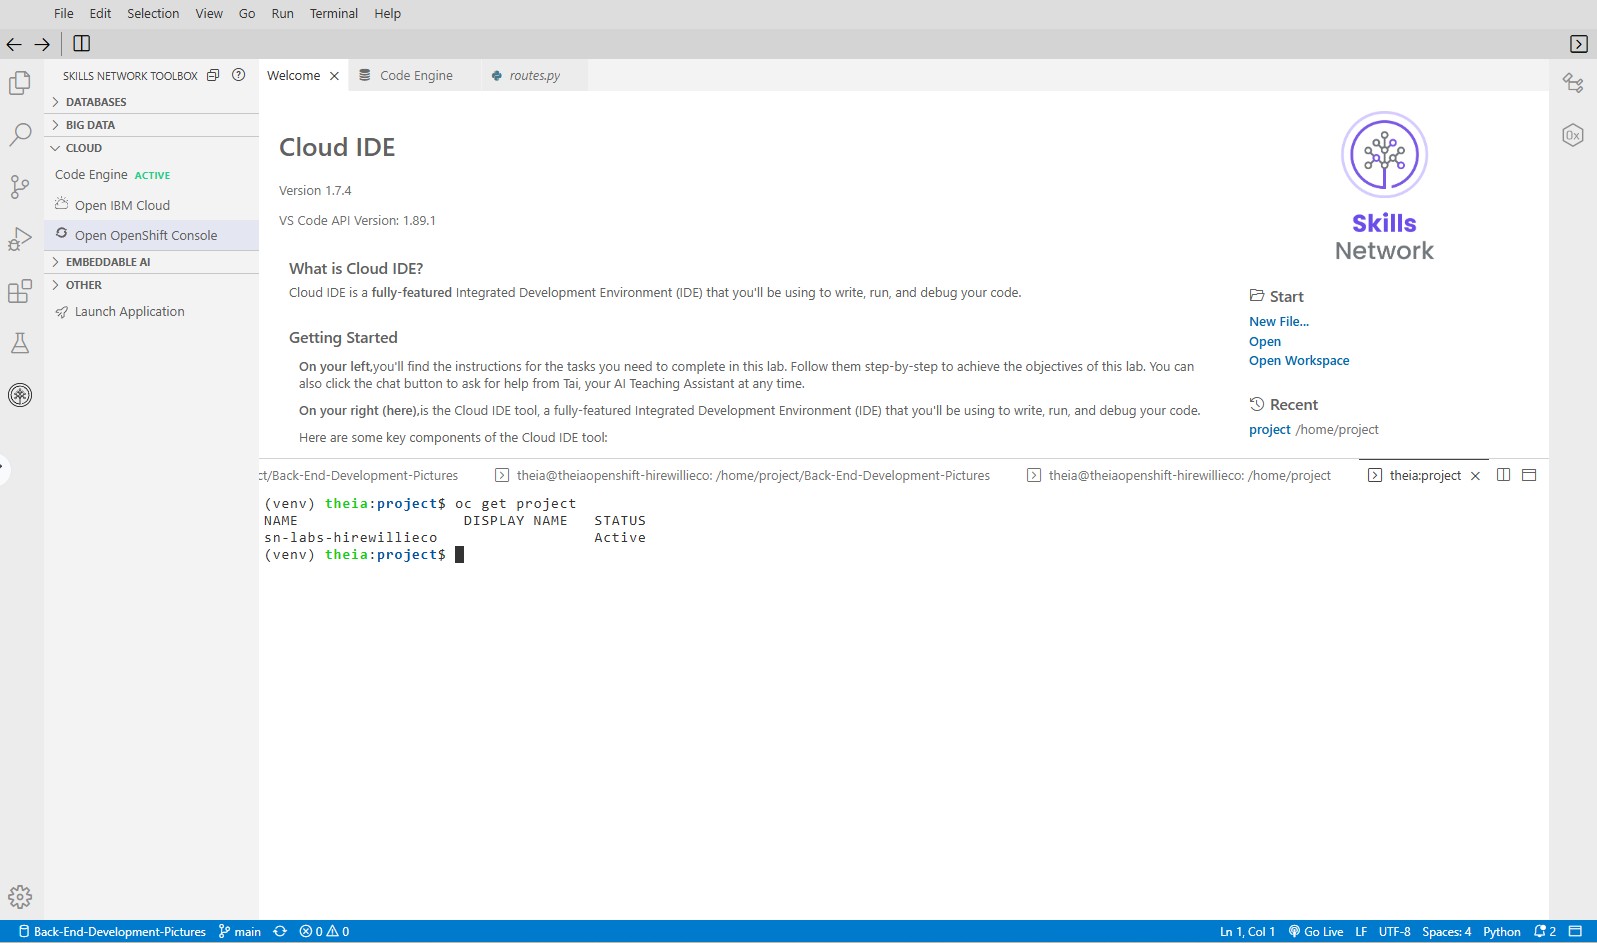 File Edit Selection View Go Run Terminal Help
SKILLS NETWORK TOOLBOX
DATABASES
BIG DATA
CLOUD
Code Engine ACTIVE
Open IBM Cloud
Open OpenShift Console
EMBEDDABLE AI
OTHER
Launch Application
Welcome Code Engine routes.py
Cloud IDE
Version 1.7.4
VS Code API Version: 1.89.1
What is Cloud IDE?
Cloud IDE is a fully-featured Integrated Development Environment (IDE) that you'll be using to write, run, and debug your code.
Getting Started
On your left,you'll find the instructions for the tasks you need to complete in this lab. Follow them step-by-step to achieve the objectives of this lab. You can
also click the chat button to ask for help from Tai, your AI Teaching Assistant at any time.
On your right (here),is the Cloud IDE tool, a fully-featured Integrated Development Environment (IDE) that you'll be using to write, run, and debug your code.
Here are some key components of the Cloud IDE tool:
Skills
Network
Start
New File...
Open
Open Workspace
Recent
project /home/project
0x
ct/Back-End-Development-Pictures theia@theiaopenshift-hirewillieco: /home/project/Back-End-Development-Pictures theia@theiaopenshift-hirewillieco: /home/project theia:project
(venv) theia:project$ oc get project
NAME DISPLAY NAME STATUS
sn-labs-hirewillieco Active
(venv) theia:project$
Back-End-Development-Pictures main 0 0 Ln 1, Col 1 Go Live LF UTF-8 Spaces: 4 Python 2